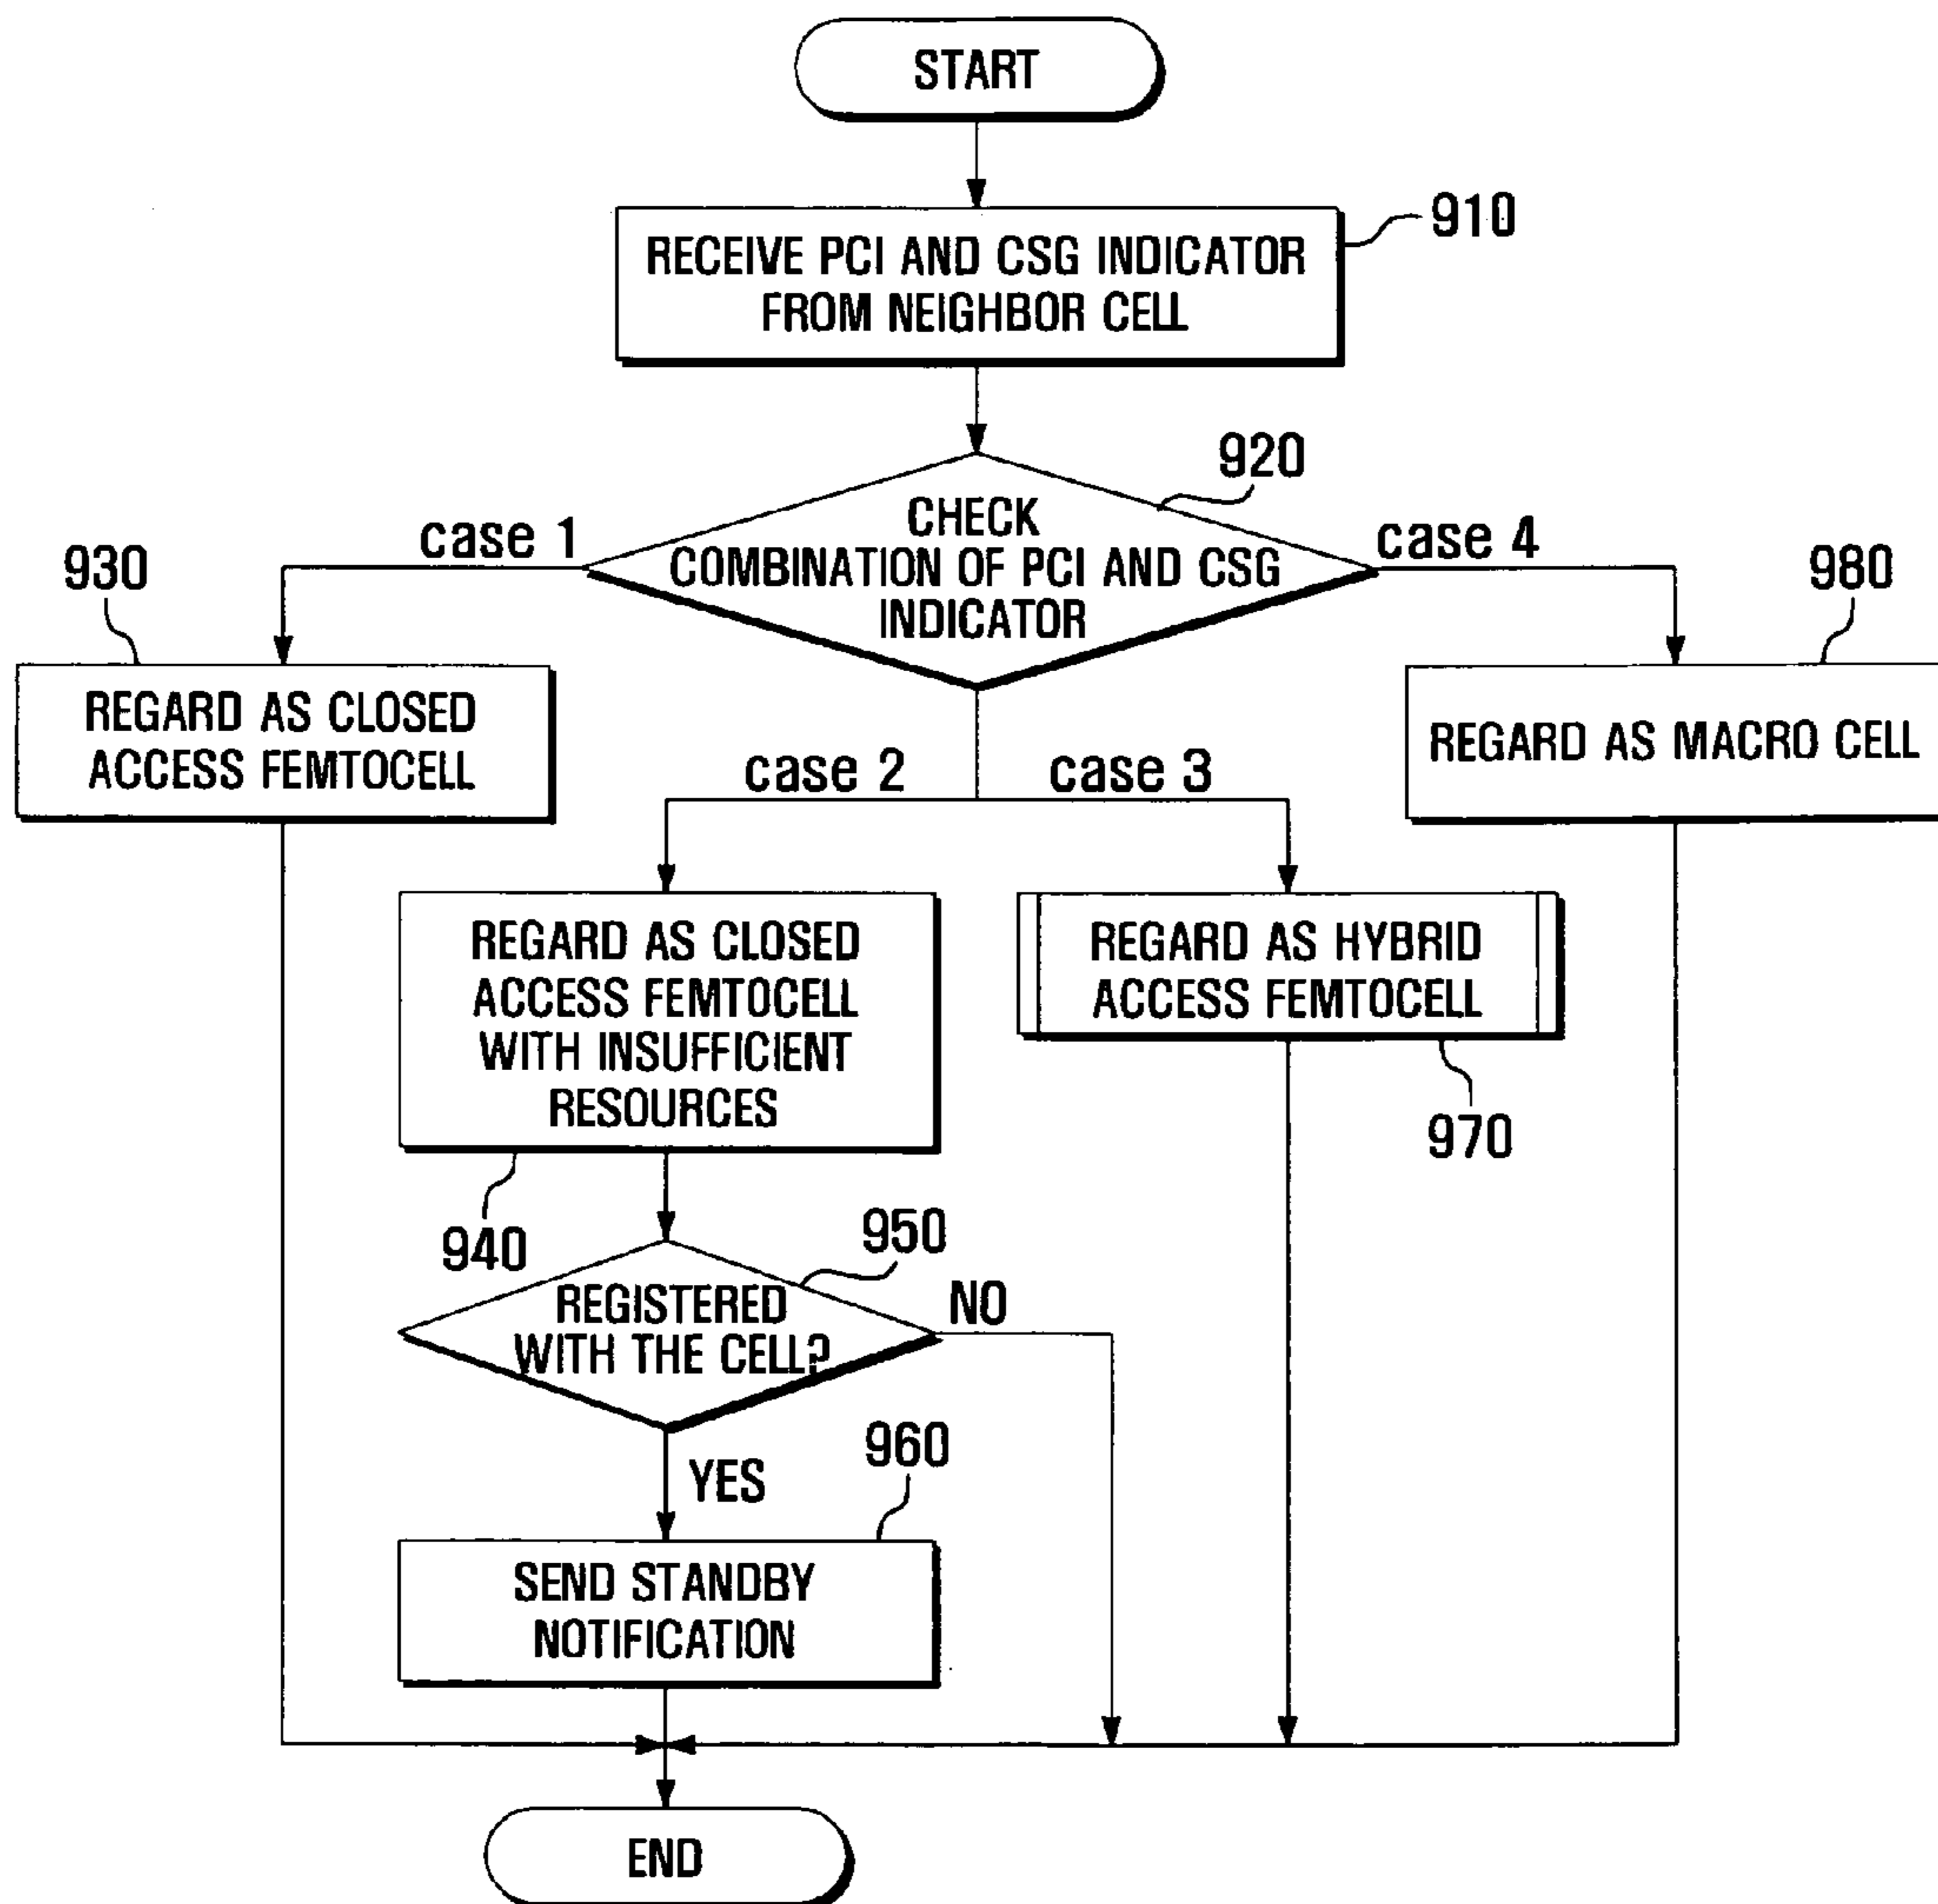 START
RECEIVE PCI AND CSG INDICATOR
FROM NEIGHBOR CELL
910
CHECK
COMBINATION OF PCI AND CSG
INDICATOR
920
case 1
case 4
930
980
REGARD AS CLOSED
ACCESS FEMTOCELL
REGARD AS MACRO CELL
case 2
case 3
REGARD AS CLOSED
ACCESS FEMTOCELL
WITH INSUFFICIENT
RESOURCES
REGARD AS HYBRID
ACCESS FEMTOCELL
970
940
950
REGISTERED
WITH THE CELL?
NO
YES
960
SEND STANDBY
NOTIFICATION
END